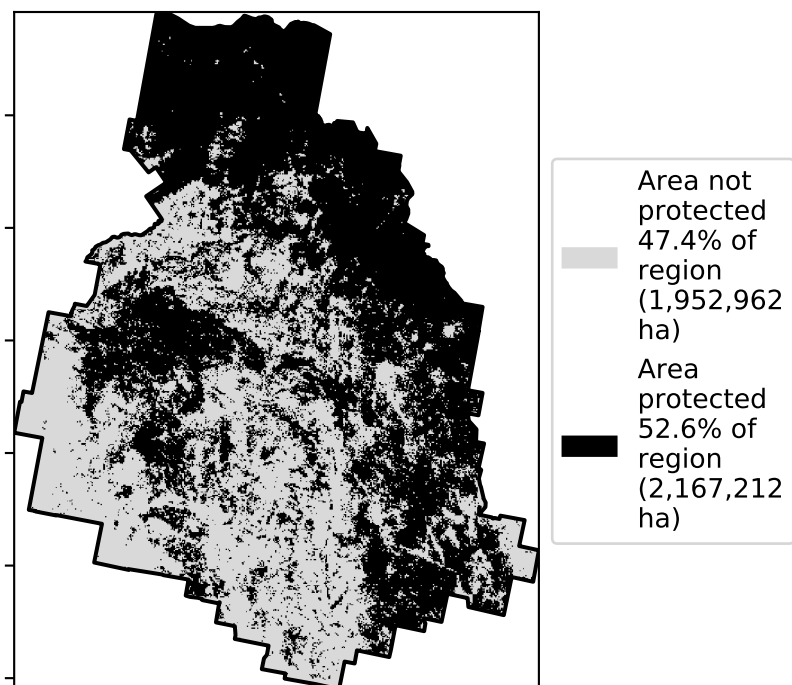 Area not
protected
47.4% of
region
(1,952,962
ha)
Area
protected
52.6% of
region
(2,167,212
ha)